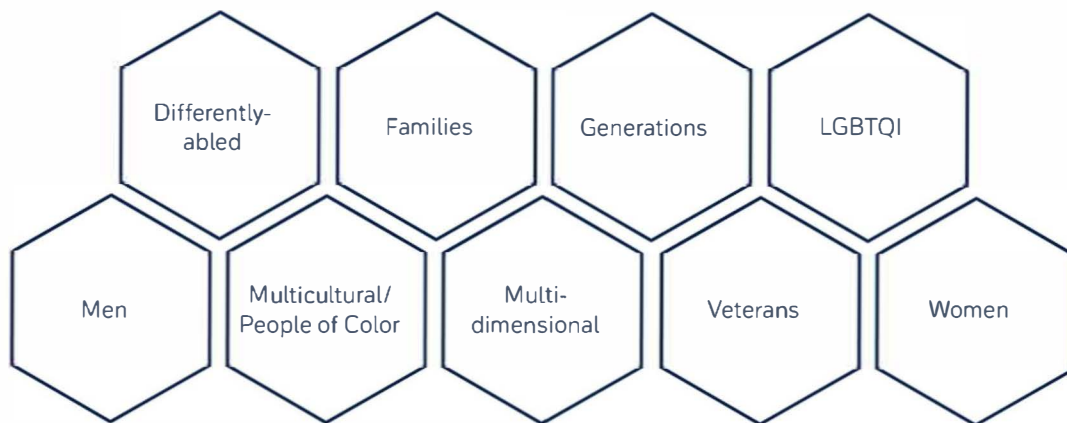 Differently-
abled
Families
Generations
LGBTQI
Men
Multicultural/
People of Color
Multi-
dimensional
Veterans
Women